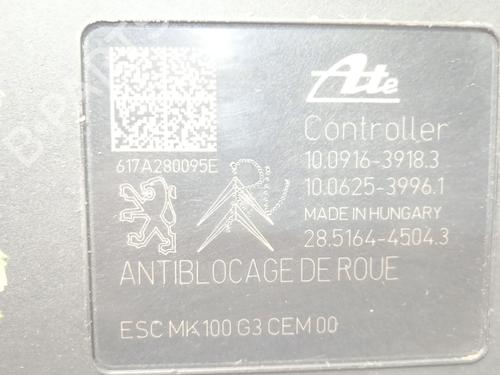 Ate
617A280095E
Controller
10.0916-3918.3
10.0625-3996.1
MADE IN HUNGARY
28.5164-4504.3
ANTIBLOCAGE DE ROUE
ESC MK100 G3 CEM 00